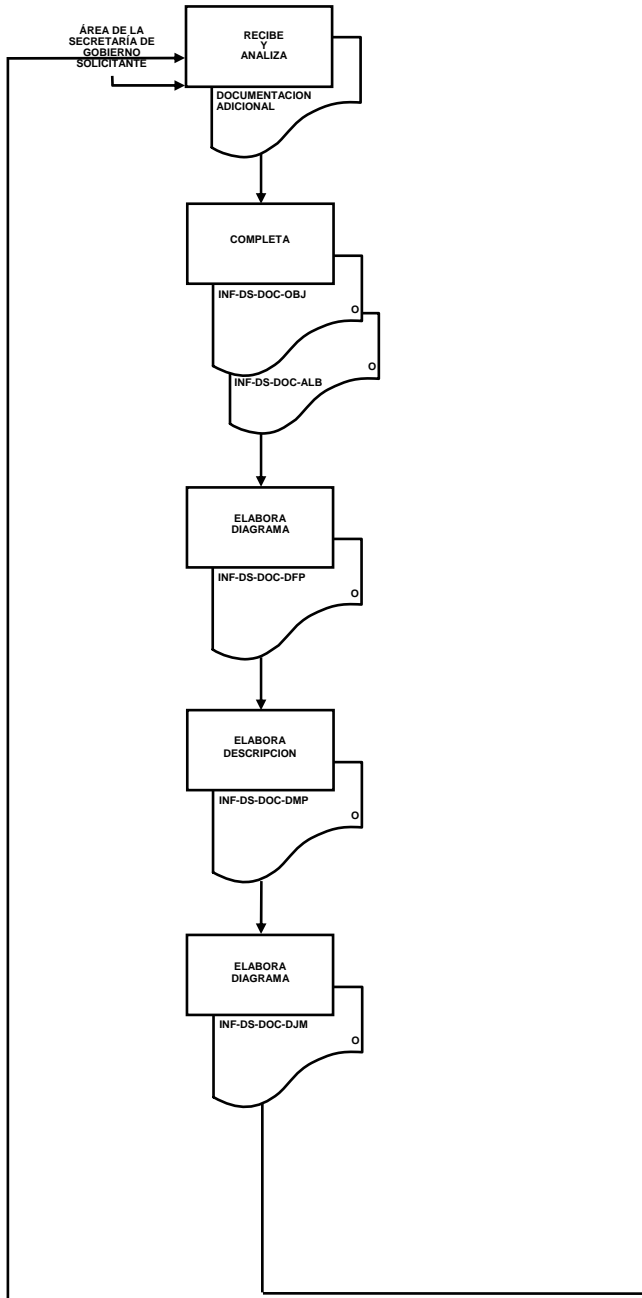 ÁREA DE LA
SECRETARÍA DE
GOBIERNO
SOLICITANTE
RECIBE
Y
ANALIZA
DOCUMENTACION
ADICIONAL
COMPLETA
INF-DS-DOC-OBJ
O
INF-DS-DOC-ALB
O
ELABORA
DIAGRAMA
INF-DS-DOC-DFP
O
ELABORA
DESCRIPCION
INF-DS-DOC-DMP
O
ELABORA
DIAGRAMA
INF-DS-DOC-DJM
O